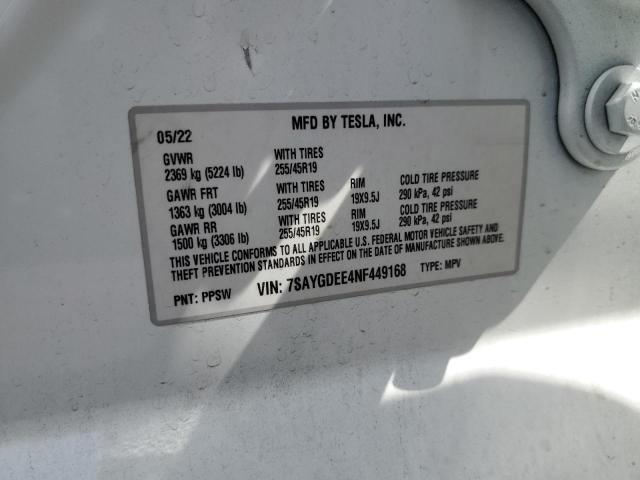 MFD BY TESLA, INC.
05/22
GVWR WITH TIRES
2369 kg (5224 lb) 255/45R19
GAWR FRT WITH TIRES RIM COLD TIRE PRESSURE
1363 kg (3004 lb) 255/45R19 19X9.5J 290 kPa, 42 psi
GAWR RR WITH TIRES RIM COLD TIRE PRESSURE
1500 kg (3306 lb) 255/45R19 19X9.5J 290 kPa, 42 psi
THIS VEHICLE CONFORMS TO ALL APPLICABLE U.S. FEDERAL MOTOR VEHICLE SAFETY AND
THEFT PREVENTION STANDARDS IN EFFECT ON THE DATE OF MANUFACTURE SHOWN ABOVE.
PNT: PPSW VIN: 7SAYGDEE4NF449168 TYPE: MPV